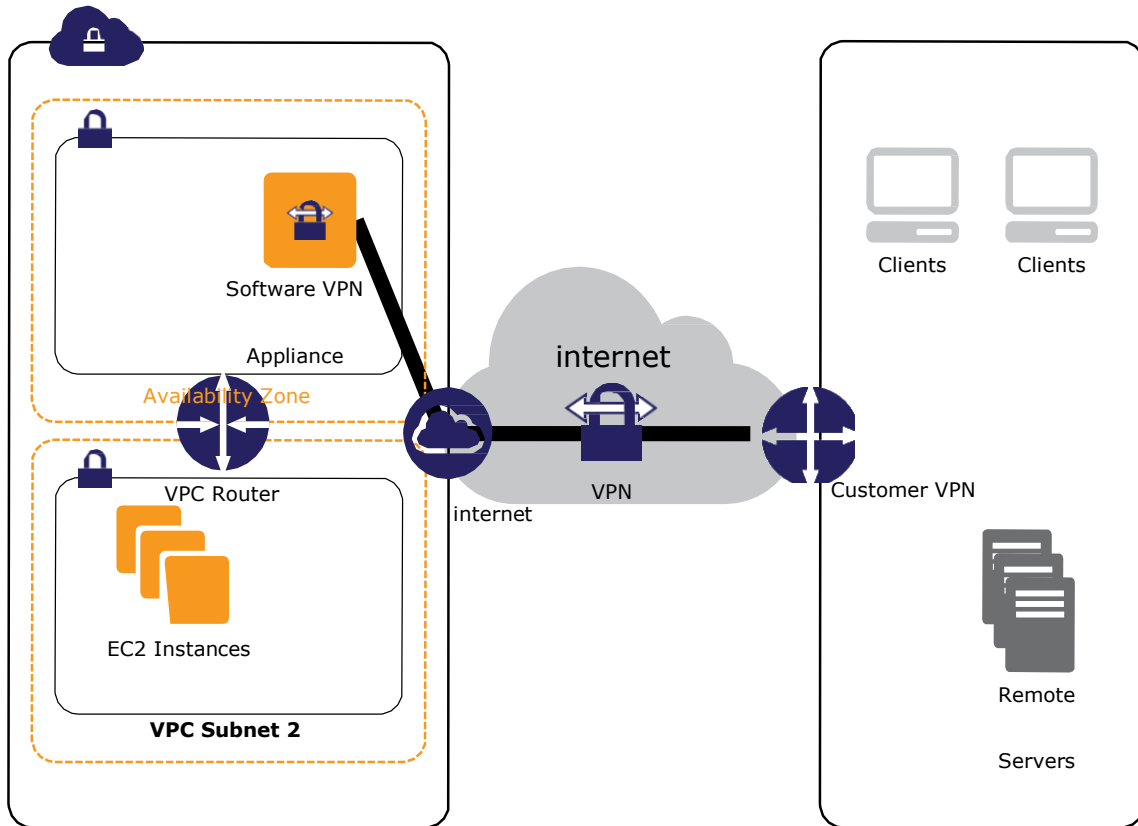 Software VPN
Appliance
Availability Zone
VPC Router
EC2 Instances
VPC Subnet 2
internet
internet
VPN
Clients
Clients
Customer VPN
Remote
Servers